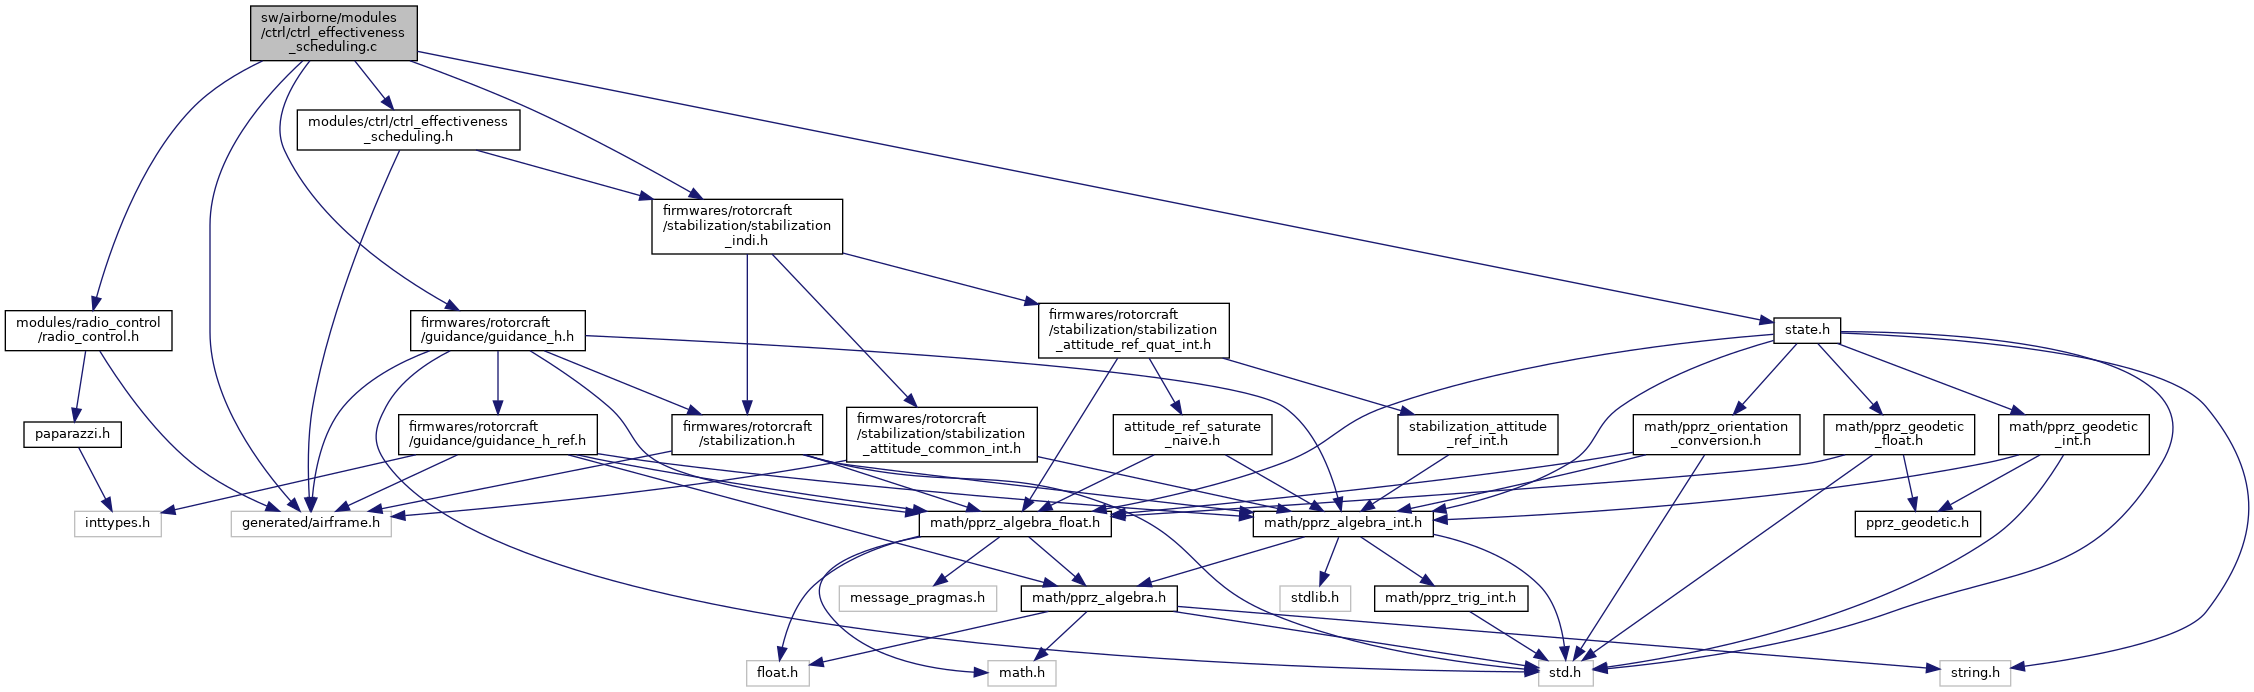 sw/airborne/modules
/ctrl/ctrl_effectiveness
_scheduling.c
modules/ctrl/ctrl_effectiveness
_scheduling.h
firmwares/rotorcraft
/stabilization/stabilization
_indi.h
modules/radio_control
/radio_control.h
firmwares/rotorcraft
/guidance/guidance_h.h
firmwares/rotorcraft
/stabilization/stabilization
_attitude_ref_quat_int.h
state.h
paparazzi.h
firmwares/rotorcraft
/guidance/guidance_h_ref.h
firmwares/rotorcraft
/stabilization.h
firmwares/rotorcraft
/stabilization/stabilization
_attitude_common_int.h
attitude_ref_saturate
_naive.h
stabilization_attitude
_ref_int.h
math/pprz_orientation
_conversion.h
math/pprz_geodetic
_float.h
math/pprz_geodetic
_int.h
inttypes.h
generated/airframe.h
math/pprz_algebra_float.h
math/pprz_algebra_int.h
pprz_geodetic.h
message_pragmas.h
math/pprz_algebra.h
stdlib.h
math/pprz_trig_int.h
float.h
math.h
std.h
string.h